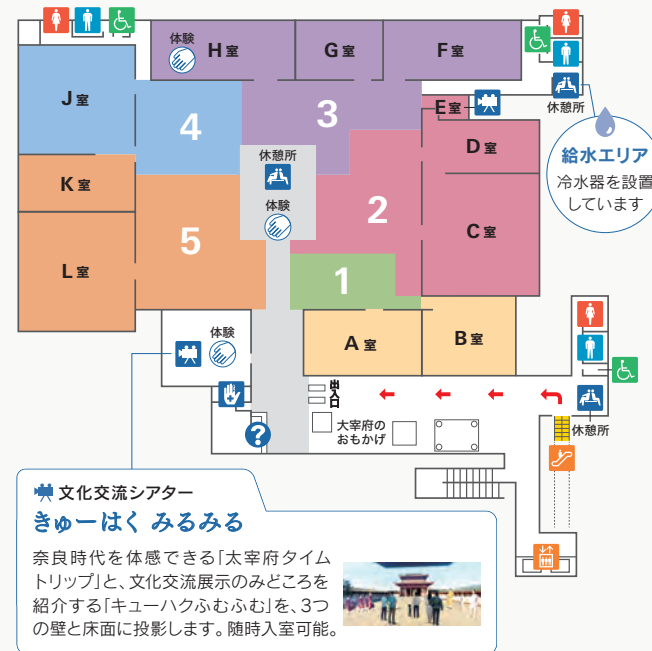 体験
H室
G室
F室
休憩所
J室
4
3
E室
給水エリア
冷水器を設置
しています
D室
休憩所
K室
体験
2
C室
5
L室
1
体験
A室
B室
出入口
大宰府の
おもかげ
休憩所
?
文化交流シアター
きゅーはく みるみる
奈良時代を体感できる「太宰府タイム
トリップ」と、文化交流展示のみどころを
紹介する「キューハクふむふむ」を、3つ
の壁と床面に投影します。随時入室可能。